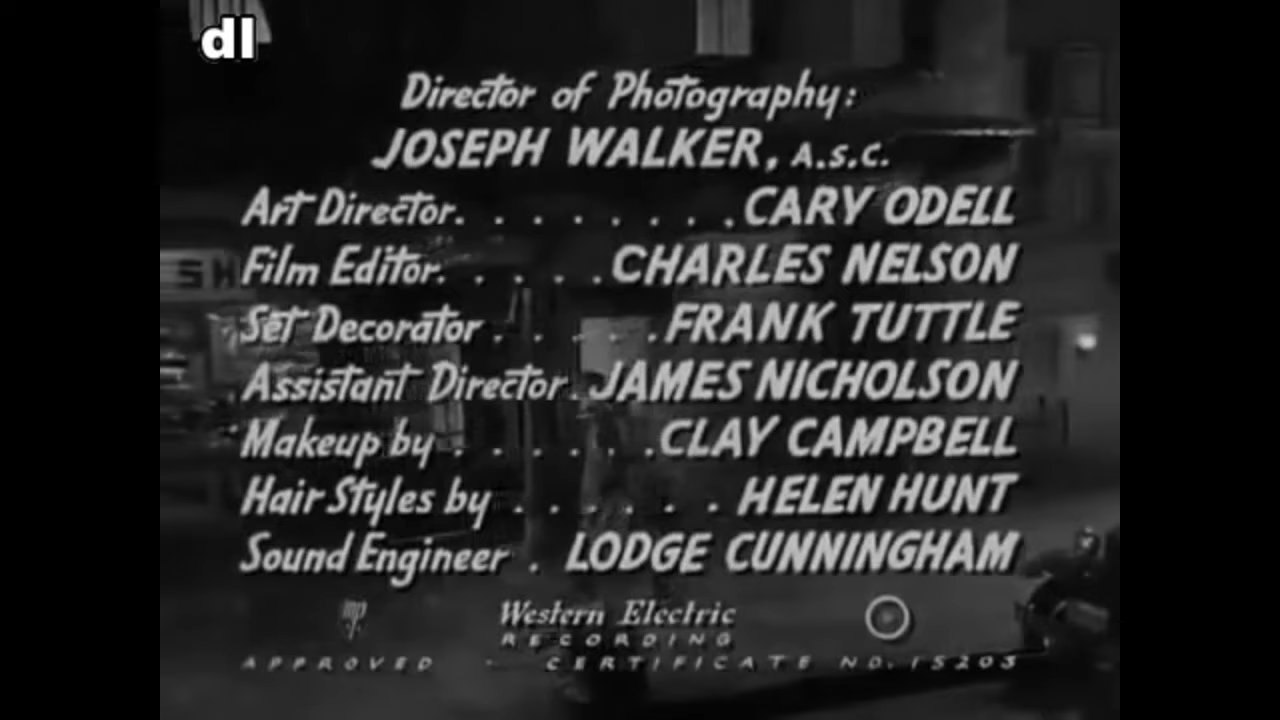 dl
Director of Photography:
JOSEPH WALKER, A.S.C.
Art Director. . . . . . . . .CARY ODELL
Film Editor. . . . .CHARLES NELSON
Set Decorator . . . . .FRANK TUTTLE
Assistant Director. JAMES NICHOLSON
Makeup by . . . . . .CLAY CAMPBELL
Hair Styles by . . . . . . HELEN HUNT
Sound Engineer . LODGE CUNNINGHAM
Western Electric
RECORDING
APPROVED - CERTIFICATE NO. 15203
SH